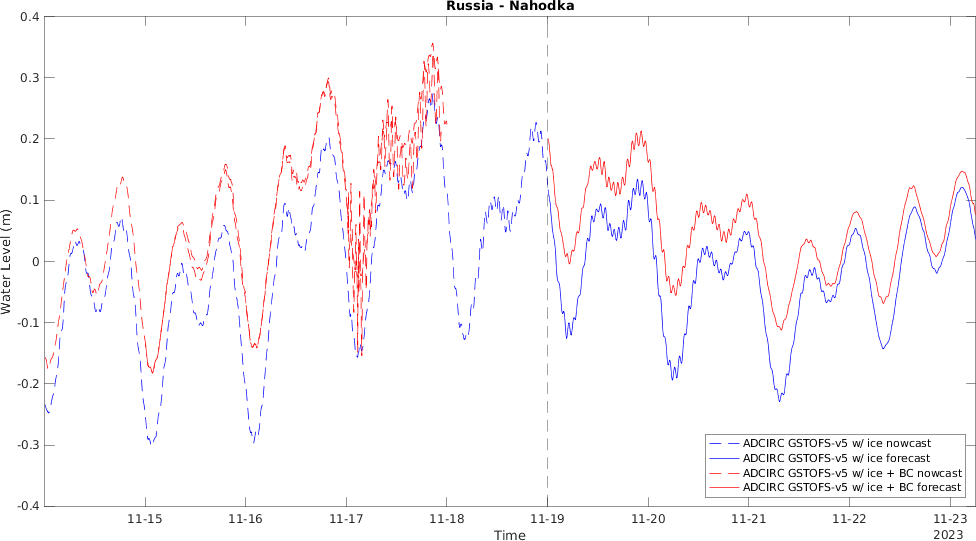 Russia - Nahodka
0.4
0.3
0.2
0.1
0
-0.1
-0.2
-0.3
-0.4
Water Level (m)
11-15 11-16 11-17 11-18 11-19 11-20 11-21 11-22 11-23
Time
2023
ADCIRC GSTOFS-v5 w/ ice nowcast
ADCIRC GSTOFS-v5 w/ ice forecast
ADCIRC GSTOFS-v5 w/ ice + BC nowcast
ADCIRC GSTOFS-v5 w/ ice + BC forecast